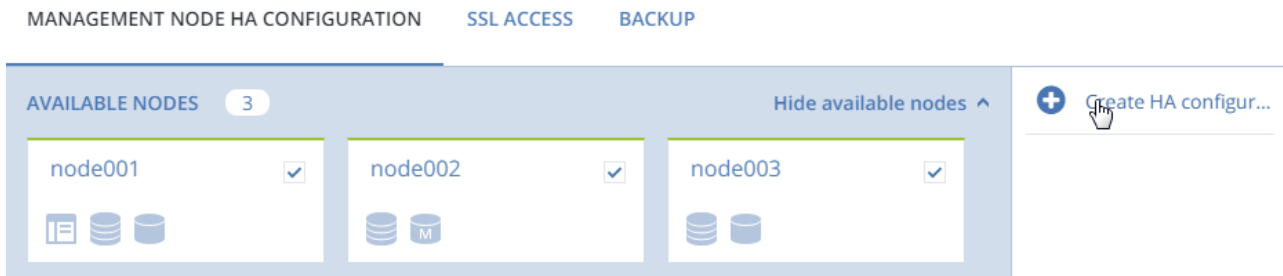 MANAGEMENT NODE HA CONFIGURATION SSL ACCESS BACKUP
AVAILABLE NODES 3 Hide available nodes
Create HA configur...
node001 node002 node003
M